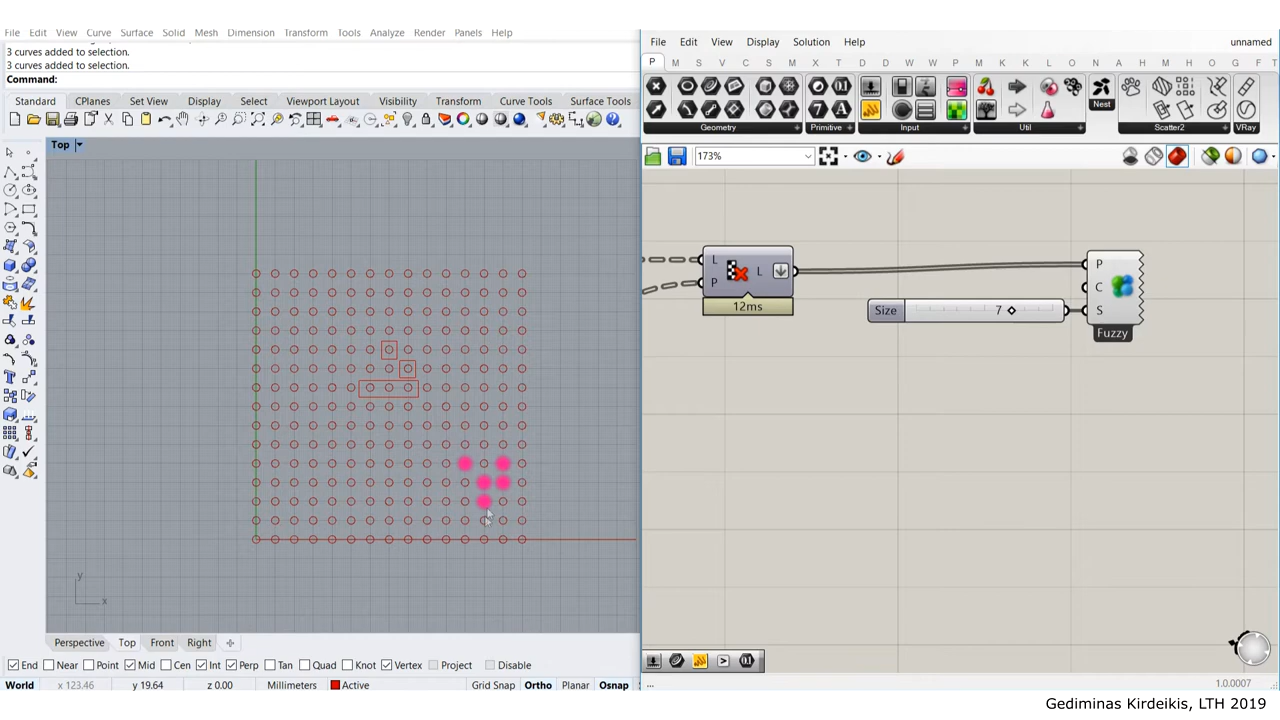 File Edit View Curve Surface Solid Mesh Dimension Transform Tools Analyze Render Panels Help
3 curves added to selection.
3 curves added to selection.
Command:
Standard CPlanes Set View Display Select Viewport Layout Visibility Transform Curve Tools Surface Tools
Top
y
x
Perspective Top Front Right
End Near Point Mid Cen Int Perp Tan Quad Knot Vertex Project Disable
World x 123.46 y 19.64 z 0.00 Millimeters Active Grid Snap Ortho Planar Osnap
File Edit View Display Solution Help unnamed
P M S V C S M I T D W P M K L O N A H M O G F T
Nest
Geometry Primitive Input Util Scatter2 VRay
173%
L P L
12ms
Size 7
P
C
S
Fuzzy
...
1.0.0007
Gediminas Kirdeikis, LTH 2019